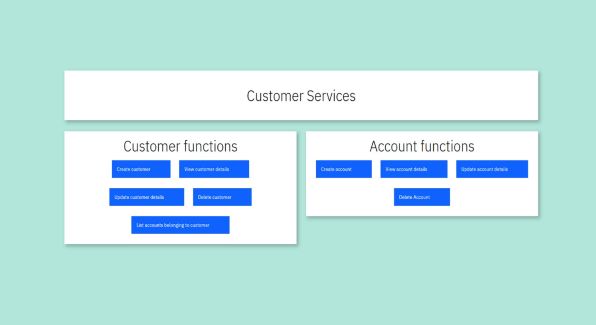 Customer Services
Customer functions
Create customer
View customer details
Update customer details
Delete customer
List accounts belonging to customer
Account functions
Create account
View account details
Update account details
Delete Account